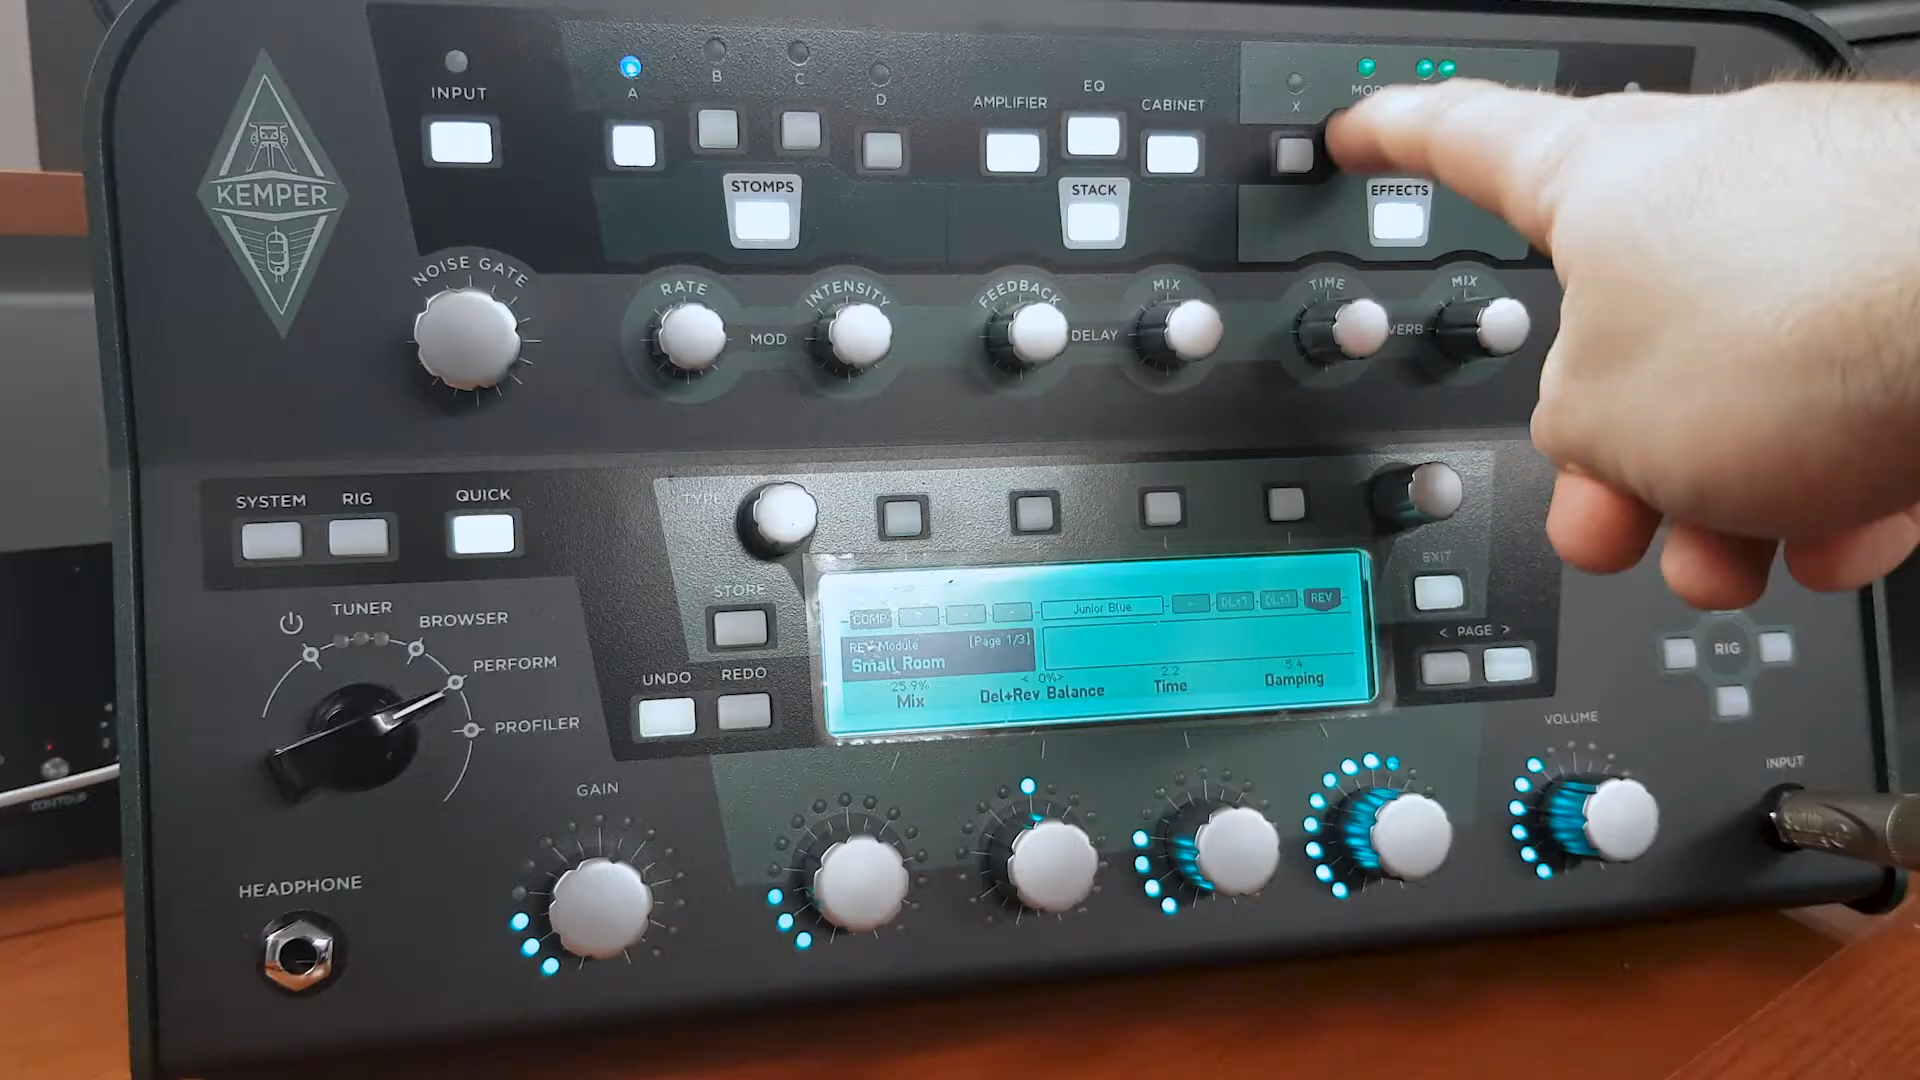 INPUT
A
B
C
D
AMPLIFIER
EQ
CABINET
X
KEMPER
STOMPS
STACK
EFFECTS
NOISE GATE
RATE
MOD
INTENSITY
FEEDBACK
DELAY
MIX
TIME
MIX
SYSTEM
RIG
QUICK
TYPE
EXIT
STORE
< PAGE >
UNDO
REDO
RIG
COMP
Junior Blue
REV
REV Module [Page 1/3]
Small Room
25.9% < 0%> 2.2 5.4
Mix Del+Rev Balance Time Damping
TUNER
BROWSER
PERFORM
PROFILER
GAIN
VOLUME
INPUT
HEADPHONE